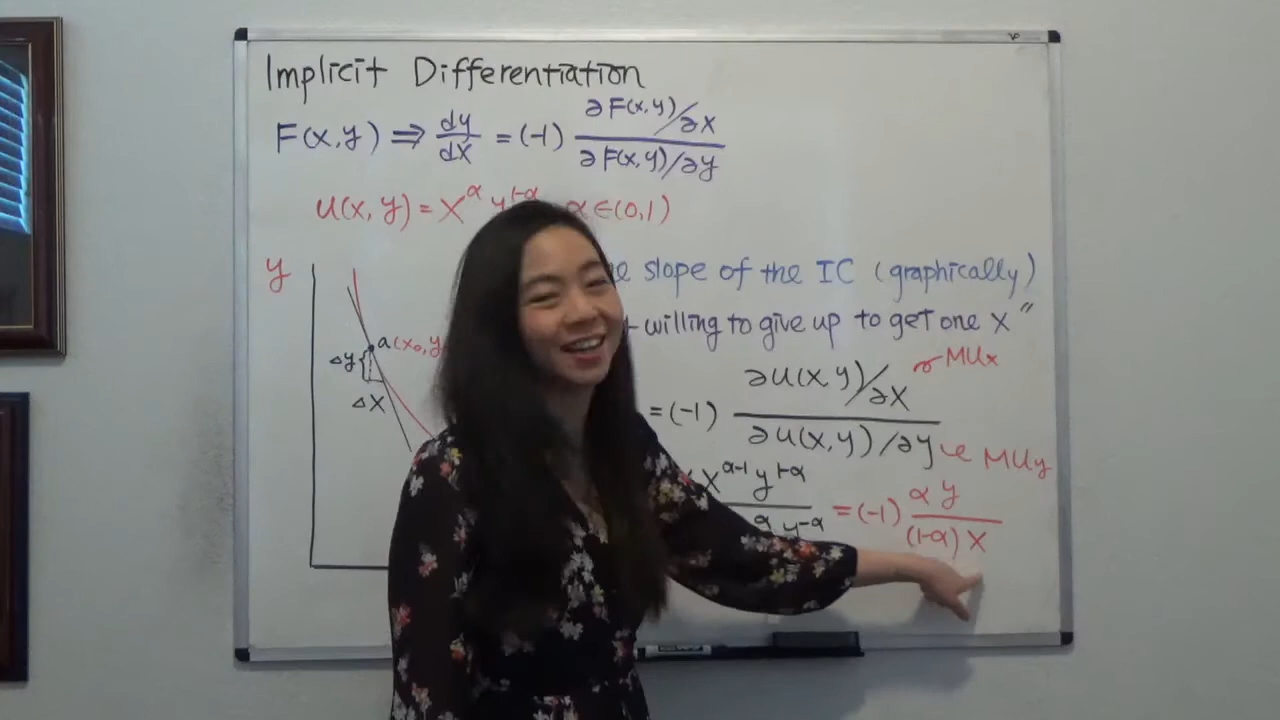 Implicit Differentiation
F(x,y) ⇒ dy/dx = (-1) ∂F(x,y)/∂x / ∂F(x,y)/∂y
U(x,y) = X^α y^1-α α ∈ (0,1)
y
slope of the IC (graphically)
willing to give up to get one X"
a(x₀,y
Δy
ΔX
= (-1) ∂U(x,y)/∂X / ∂U(x,y)/∂y
MUx
MUy
X^α-1 y^1-α / α y^-α = (-1) αy / (1-α)X